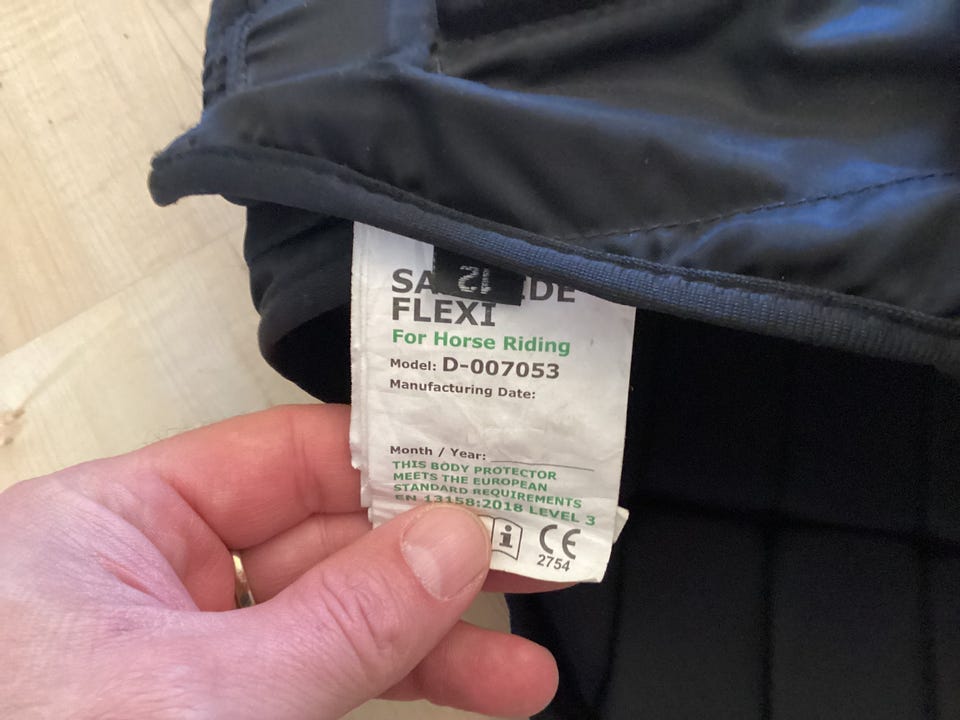 FLEXI
For Horse Riding
Model: D-007053
Manufacturing Date:
Month / Year:
THIS BODY PROTECTOR
MEETS THE EUROPEAN
STANDARD REQUIREMENTS
EN 13158:2018 LEVEL 3
CE
2754